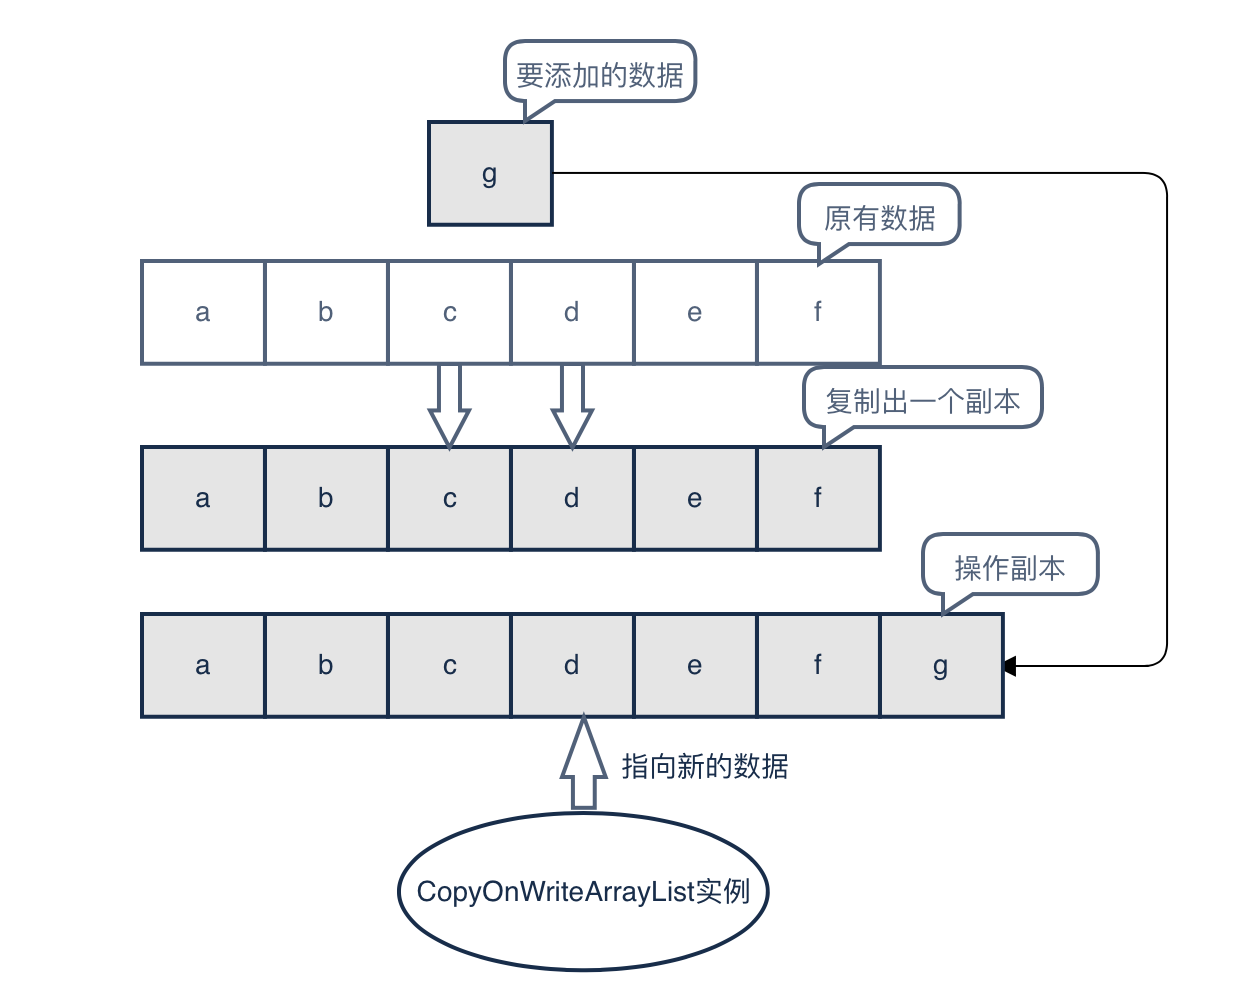 要添加的数据
g
原有数据
a b c d e f
复制出一个副本
a b c d e f
操作副本
a b c d e f g
指向新的数据
CopyOnWriteArrayList实例